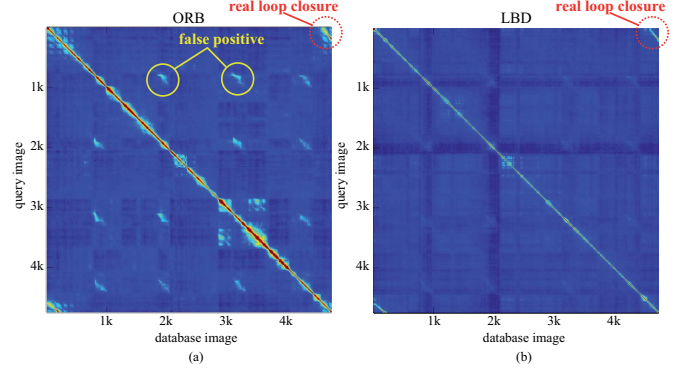 real loop closure
real loop closure
ORB
LBD
false positive
1k
2k
3k
4k
query image
1k
2k
3k
4k
query image
1k 2k 3k 4k
1k 2k 3k 4k
database image
database image
(a)
(b)